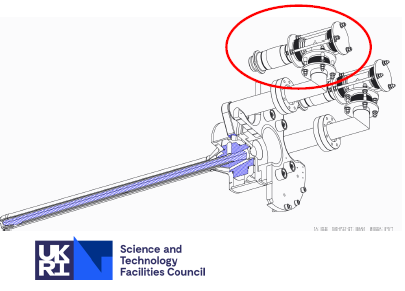 UK
RI
Science and
Technology
Facilities Council